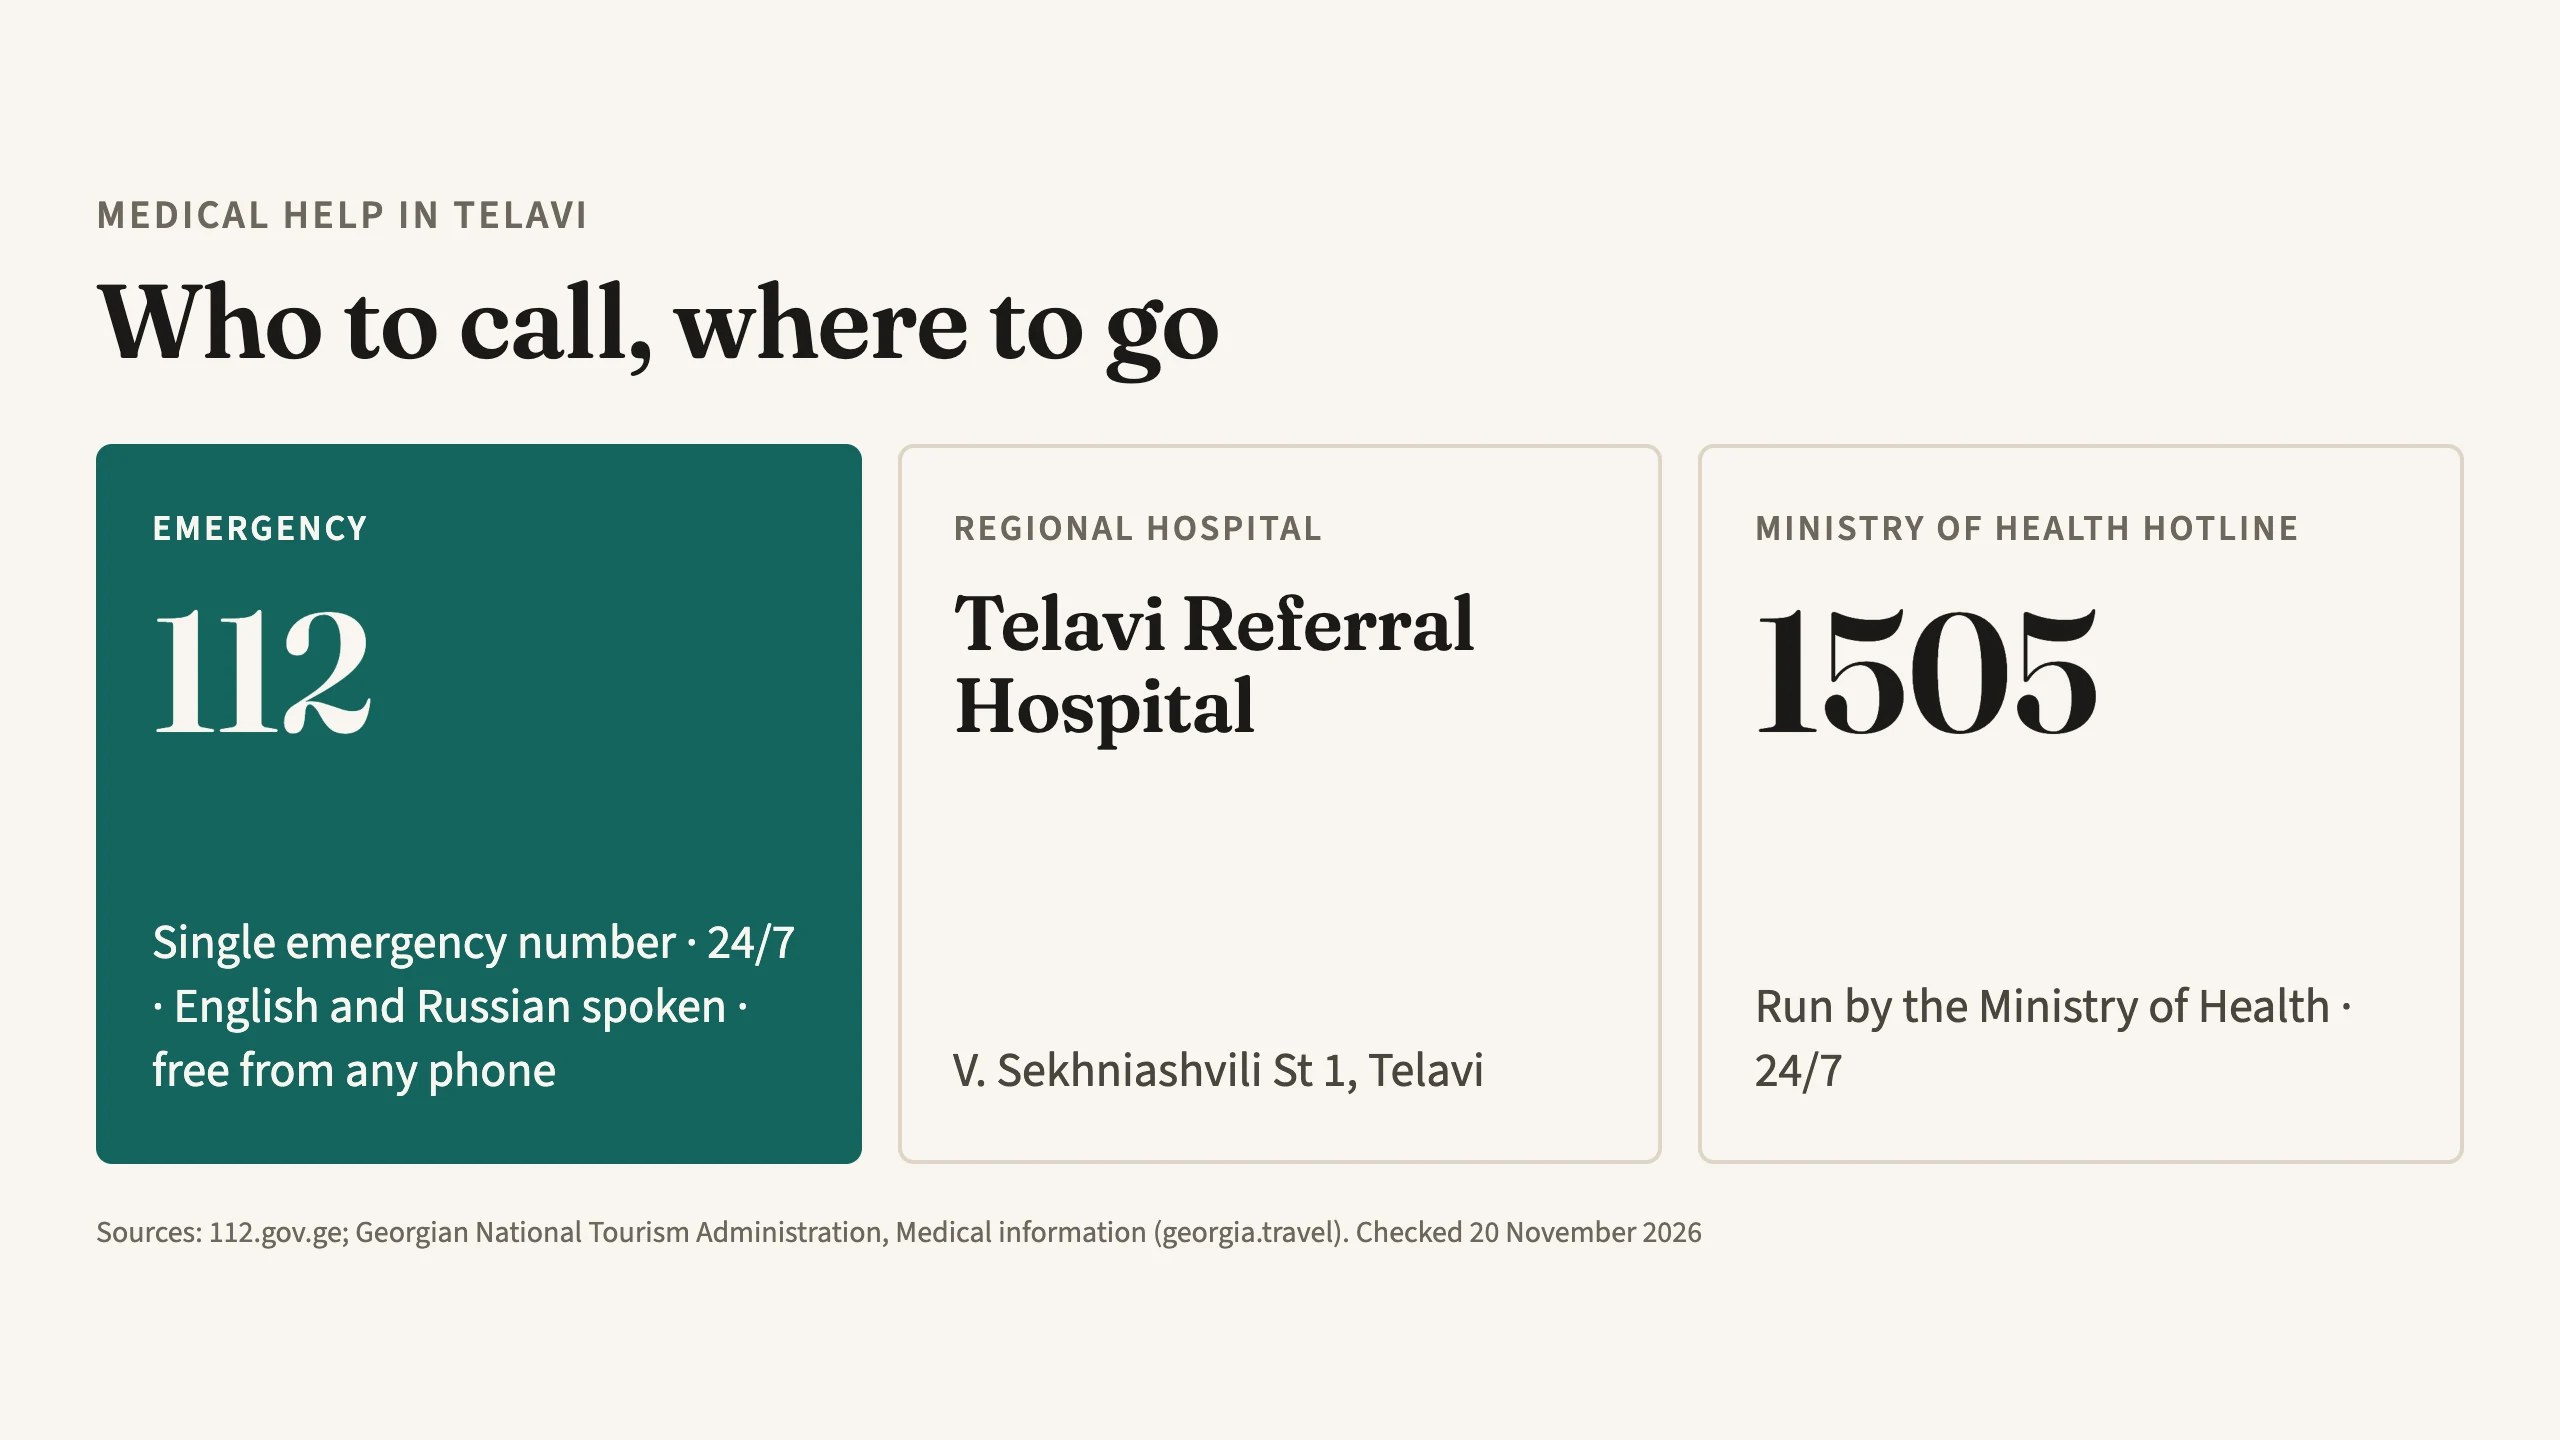 MEDICAL HELP IN TELAVI
Who to call, where to go
EMERGENCY
112
Single emergency number · 24/7
· English and Russian spoken ·
free from any phone
REGIONAL HOSPITAL
Telavi Referral
Hospital
V. Sekhniashvili St 1, Telavi
MINISTRY OF HEALTH HOTLINE
1505
Run by the Ministry of Health ·
24/7
Sources: 112.gov.ge; Georgian National Tourism Administration, Medical information (georgia.travel). Checked 20 November 2026